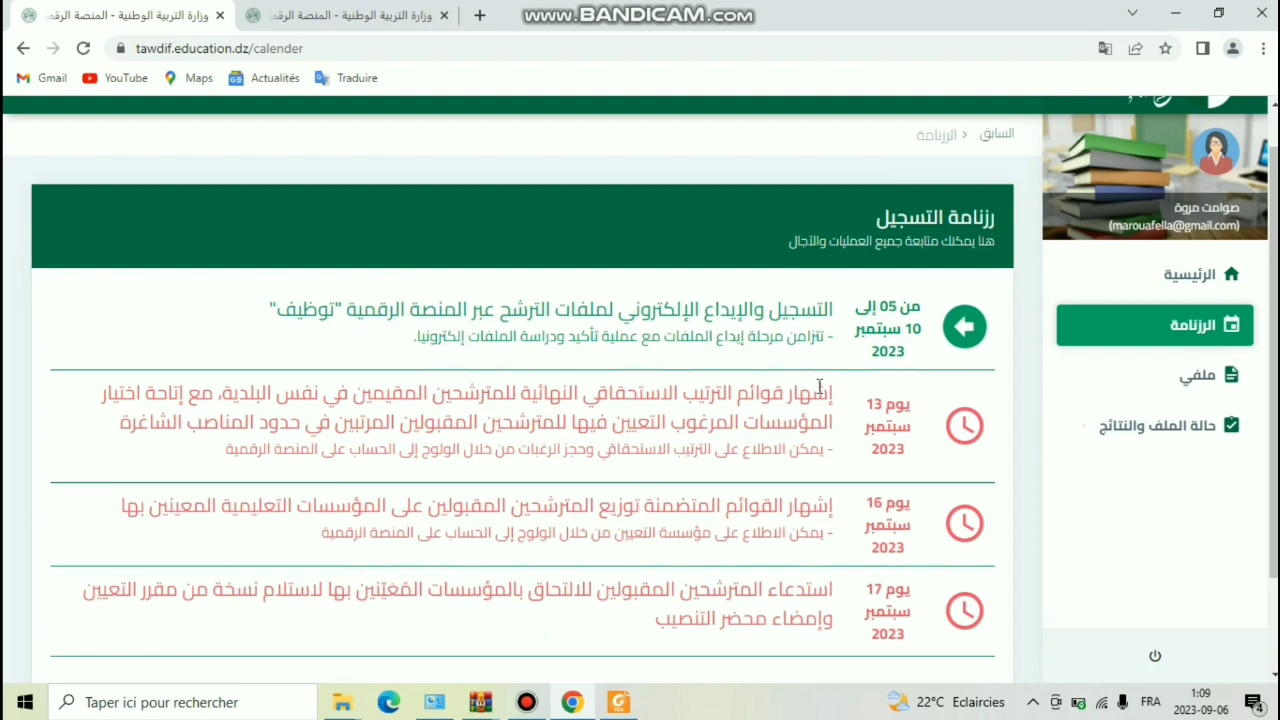 وزارة التربية الوطنية - المنصة الرقم
وزارة التربية الوطنية - المنصة الرقم
www.BANDICAM.com
tawdif.education.dz/calender
Gmail
YouTube
Maps
Actualités
Traduire
السابق > الرزنامة
صوامت مروة
(marouafella@gmail.com)
الرئيسية
الرزنامة
ملفي
حالة الملف والنتائج
رزنامة التسجيل
هنا يمكنك متابعة جميع العمليات والآجال
من 05 إلى
10 سبتمبر
2023
التسجيل والإيداع الإلكتروني لملفات الترشح عبر المنصة الرقمية "توظيف"
- تتزامن مرحلة إيداع الملفات مع عملية تأكيد ودراسة الملفات إلكترونيا.
يوم 13
سبتمبر
2023
إشهار قوائم الترتيب الاستحقاقي النهائية للمترشحين المقيمين في نفس البلدية، مع إتاحة اختيار
المؤسسات المرغوب التعيين فيها للمترشحين المقبولين المرتبين في حدود المناصب الشاغرة
- يمكن الاطلاع على الترتيب الاستحقاقي وحجز الرغبات من خلال الولوج إلى الحساب على المنصة الرقمية
يوم 16
سبتمبر
2023
إشهار القوائم المتضمنة توزيع المترشحين المقبولين على المؤسسات التعليمية المعينين بها
- يمكن الاطلاع على مؤسسة التعيين من خلال الولوج إلى الحساب على المنصة الرقمية
يوم 17
سبتمبر
2023
استدعاء المترشحين المقبولين للالتحاق بالمؤسسات المُعَيّنين بها لاستلام نسخة من مقرر التعيين
وإمضاء محضر التنصيب
Taper ici pour rechercher
22°C Eclaircies
FRA
1:09
2023-09-06
4